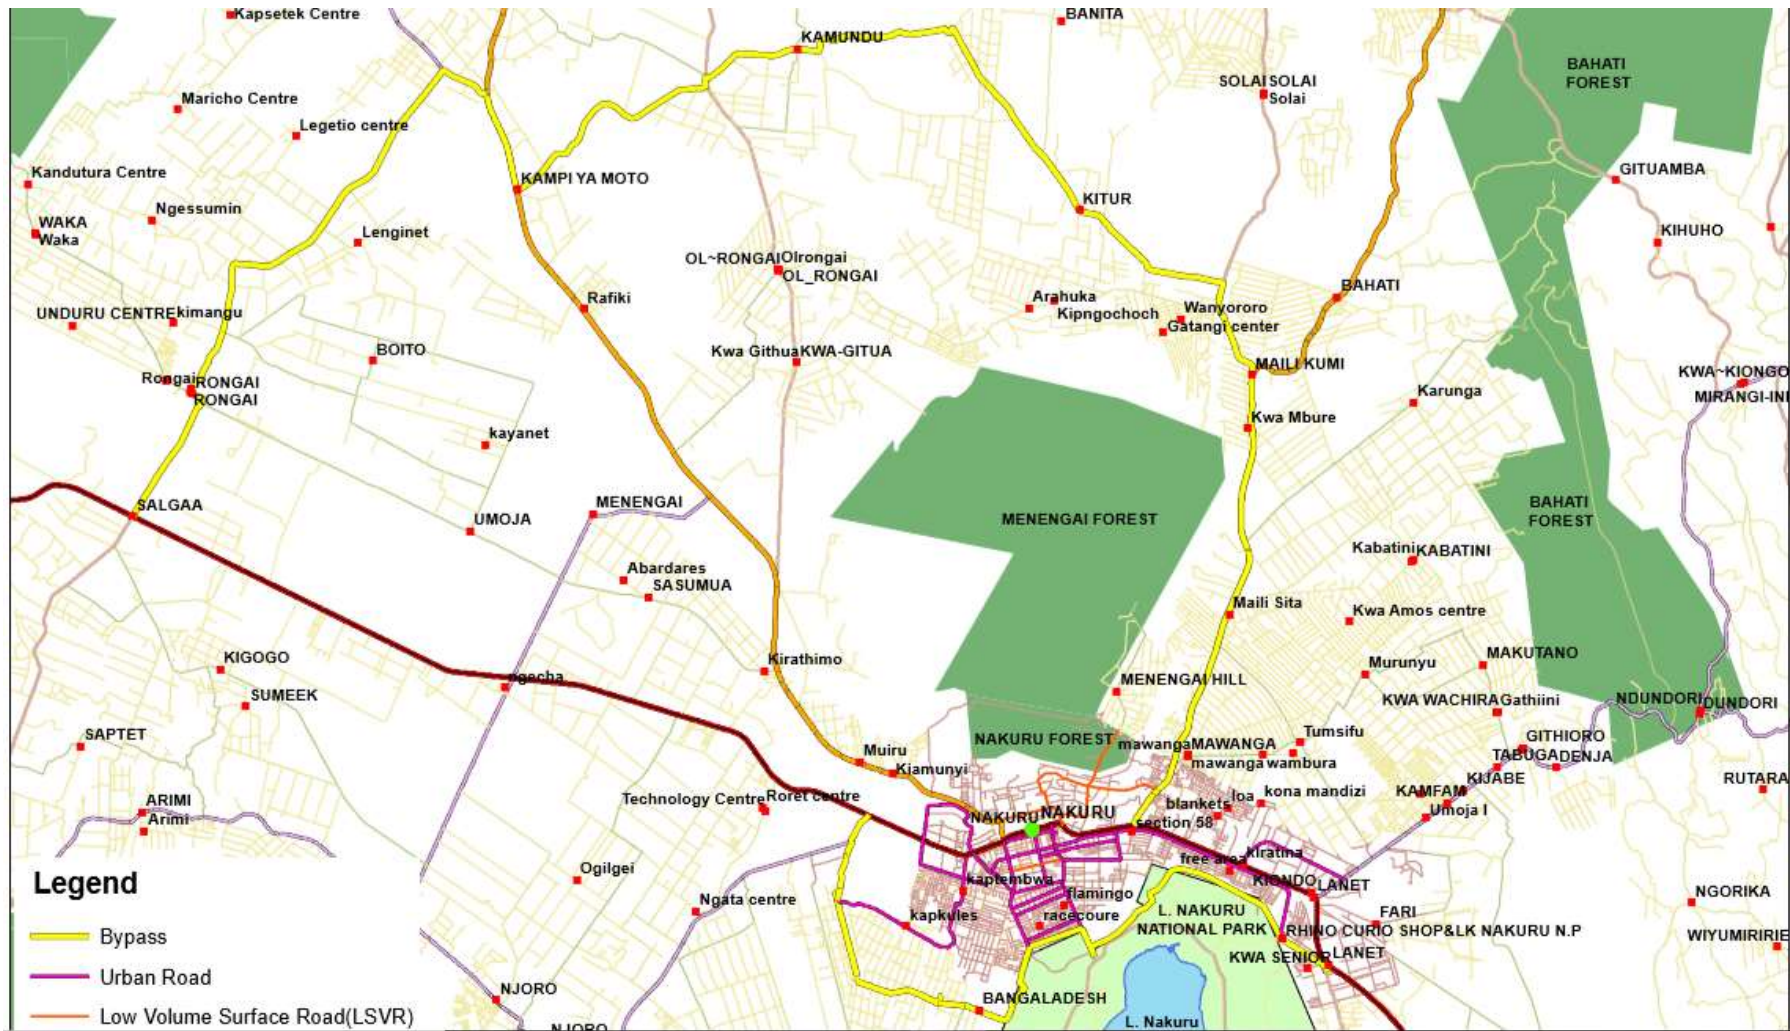 Kapsetek Centre
BANITA
KAMUNDU
BAHATI
FOREST
SOLAI SOLAI
Solai
Maricho Centre
Legetio centre
Kandutura Centre
KAMPI YA MOTO
GITUAMBA
KITUR
Ngessumin
WAKA
Waka
Lenginet
KIHUHO
OL~RONGAI Olrongai
OL_RONGAI
BAHATI
Rafiki
Arahuka
Kipngochoch
Wanyororo
Gatangi center
UNDURU CENTRE kimangu
BOITO
Kwa Githua KWA-GITUA
MAILI KUMI
KWA~KIONGO
MIRANGI-INI
Rongai RONGAI
RONGAI
Karunga
Kwa Mbure
kayanet
SALGAA
MENENGAI
UMOJA
MENENGAI FOREST
BAHATI
FOREST
Kabatini KABATINI
Abardares
SASUMUA
Maili Sita
Kwa Amos centre
KIGOGO
ngecha
Kirathimo
Murunyu
MAKUTANO
SUMEEK
MENENGAI HILL
KWA WACHIRA Gathiini
NDUNDORI DUNDORI
SAPTET
Muiru
NAKURU FOREST
mawanga MAWANGA
mawanga wambura
Tumsifu
GITHIORO
TABUGA DENJA
Kiamunyi
KIJABE
RUTARA
ARIMI
Arimi
Technology Centre Roret centre
NAKURU NAKURU
blankets loa kona mandizi
section 58
KAMFAM
Umoja I
Ogilgei
kaptembwa
flamingo
free area kiratina
KIONDO LANET
Ngata centre
kapkules
racecoure
L. NAKURU
NATIONAL PARK
FARI
RHINO CURIO SHOP&LK NAKURU N.P
NGORIKA
WIYUMIRIRIE
KWA SENIOR LANET
NJORO
NJORO
BANGALADESH
L. Nakuru
Legend
Bypass
Urban Road
Low Volume Surface Road(LSVR)